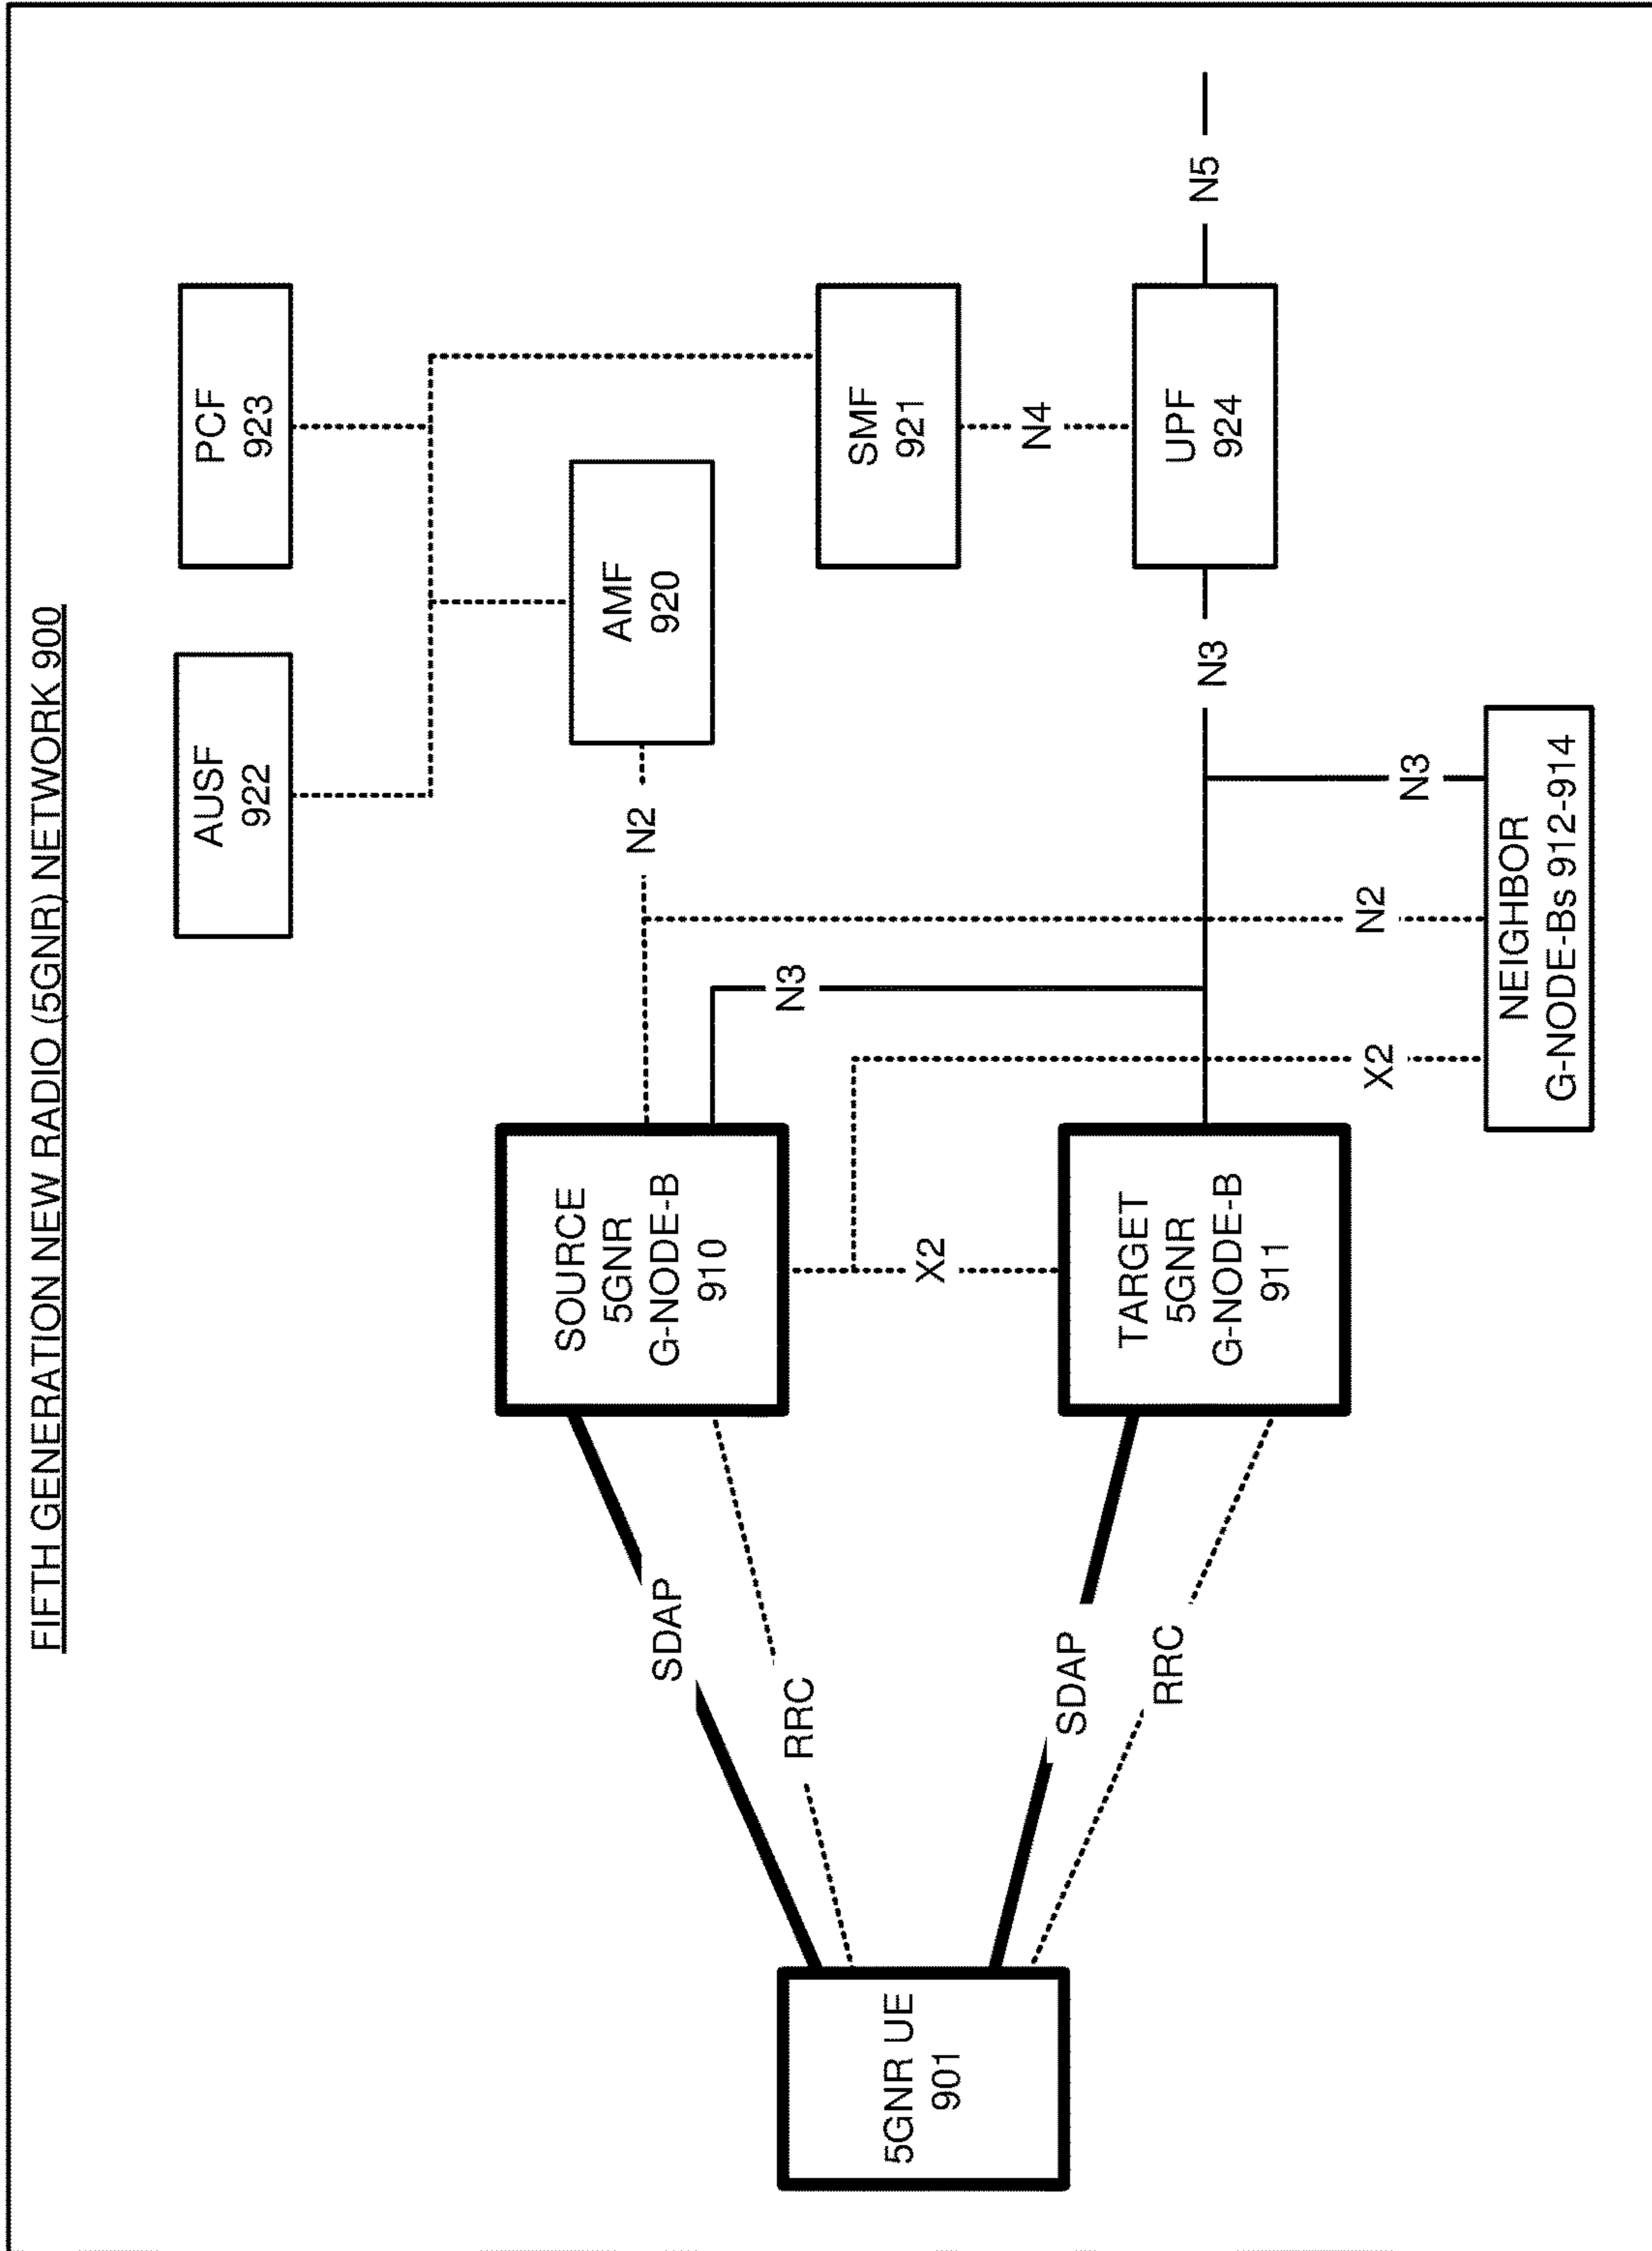 FIFTH GENERATION NEW RADIO (5GNR) NETWORK 900
AUSF
922
PCF
923
AMF
920
N2
SOURCE
5GNR
G-NODE-B
910
SDAP
RRC
N3
SMF
921
N4
5GNR UE
901
X2
SDAP
RRC
TARGET
5GNR
G-NODE-B
911
N3
UPF
924
N5
X2
N2
N3
NEIGHBOR
G-NODE-Bs 912-914